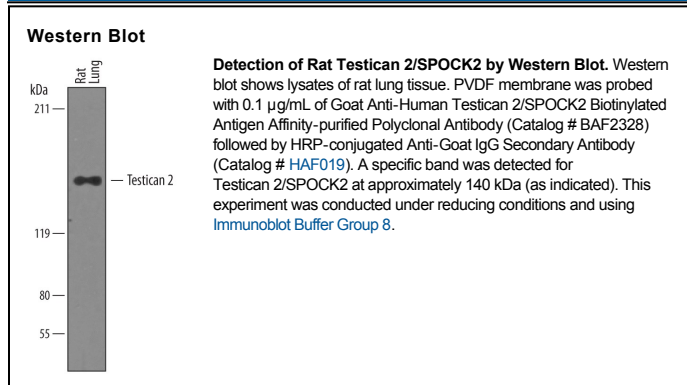 Western Blot
Rat
Lung
kDa
211
Testican 2
119
80
55
Detection of Rat Testican 2/SPOCK2 by Western Blot. Western
blot shows lysates of rat lung tissue. PVDF membrane was probed
with 0.1 µg/mL of Goat Anti-Human Testican 2/SPOCK2 Biotinylated
Antigen Affinity-purified Polyclonal Antibody (Catalog # BAF2328)
followed by HRP-conjugated Anti-Goat IgG Secondary Antibody
(Catalog # HAF019). A specific band was detected for
Testican 2/SPOCK2 at approximately 140 kDa (as indicated). This
experiment was conducted under reducing conditions and using
Immunoblot Buffer Group 8.